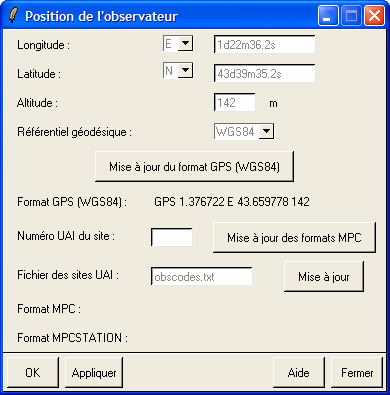 Position de l'observateur
Longitude : E 1d22m36.2s
Latitude : N 43d39m35.2s
Altitude : 142 m
Référentiel géodésique : WGS84
Mise à jour du format GPS (WGS84)
Format GPS (WGS84) : GPS 1.376722 E 43.659778 142
Numéro UAI du site : Mise à jour des formats MPC
Fichier des sites UAI : obscodes.txt Mise à jour
Format MPC :
Format MPCSTATION :
OK Appliquer Aide Fermer